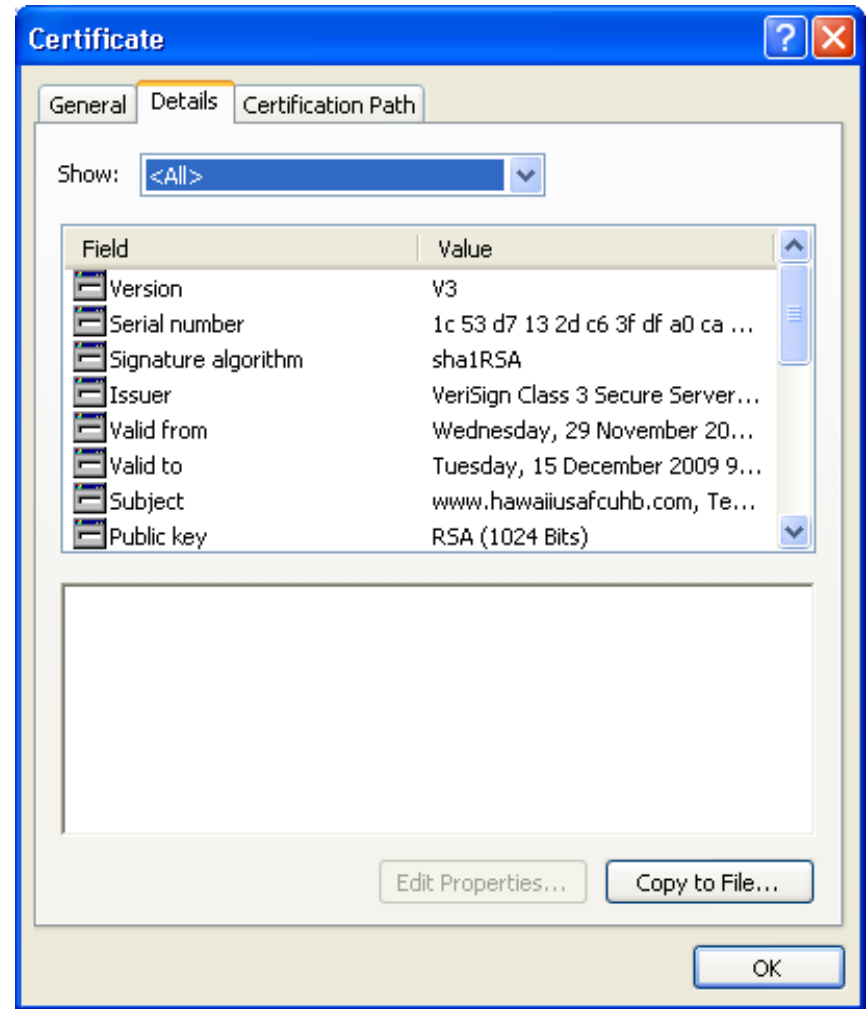 Certificate
General Details Certification Path
Show: <All>
Field Value
Version V3
Serial number 1c 53 d7 13 2d c6 3f df a0 ca ...
Signature algorithm sha1RSA
Issuer VeriSign Class 3 Secure Server...
Valid from Wednesday, 29 November 20...
Valid to Tuesday, 15 December 2009 9...
Subject www.hawaiiusafcuhb.com, Te...
Public key RSA (1024 Bits)
Edit Properties... Copy to File...
OK